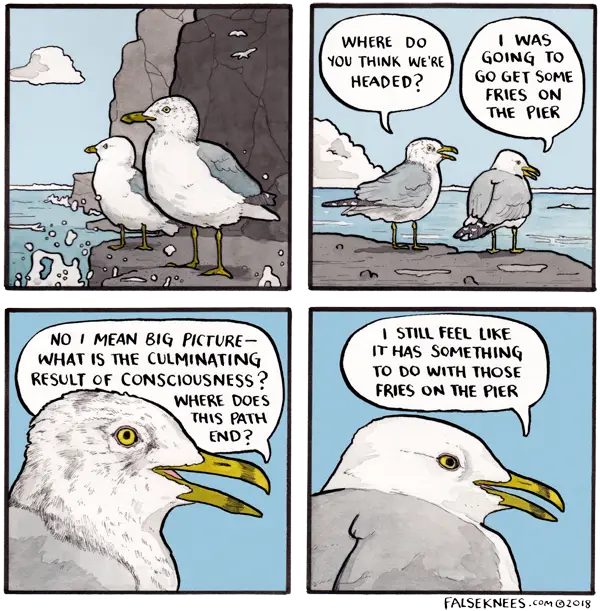 WHERE DO
YOU THINK WE'RE
HEADED?
I WAS
GOING TO
GO GET SOME
FRIES ON
THE PIER
NO I MEAN BIG PICTURE—
WHAT IS THE CULMINATING
RESULT OF CONSCIOUSNESS?
WHERE DOES
THIS PATH
END?
I STILL FEEL LIKE
IT HAS SOMETHING
TO DO WITH THOSE
FRIES ON THE PIER
FALSEKNEES.COM©2018